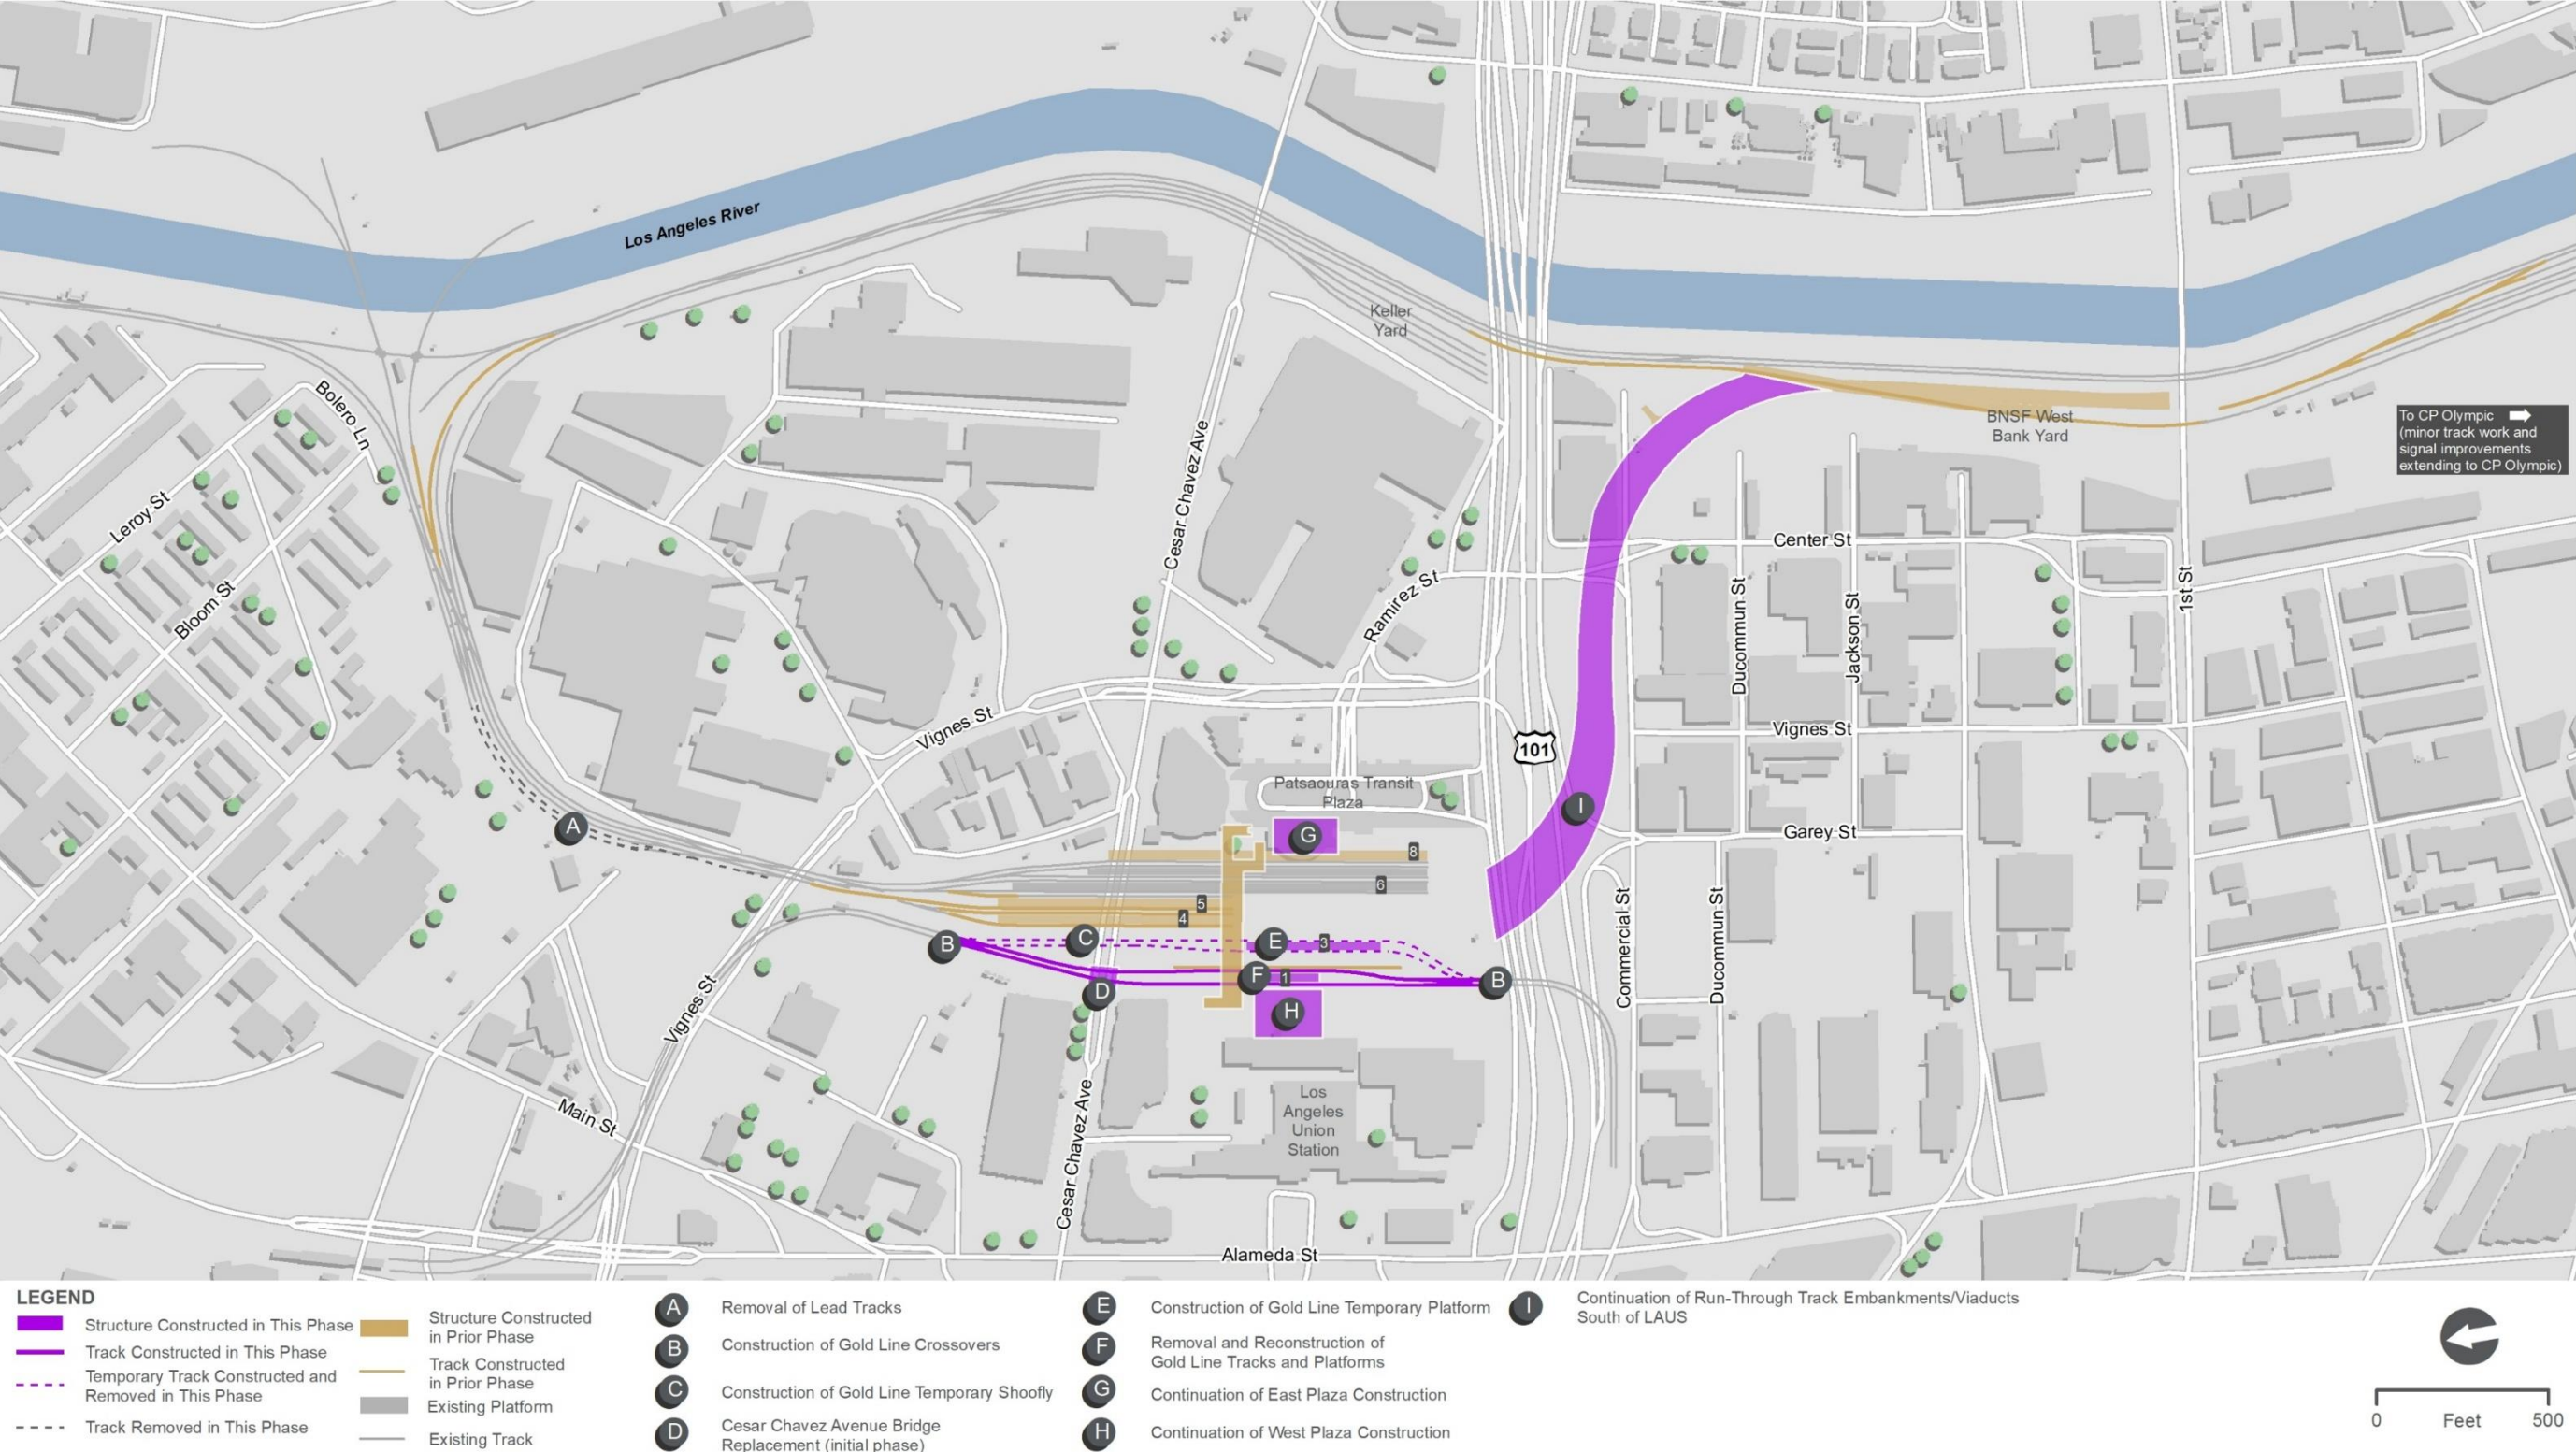 Los Angeles River
Keller
Yard
BNSF West
Bank Yard
To CP Olympic
(minor track work and
signal improvements
extending to CP Olympic)
Bolero Ln
Leroy St
Bloom St
Cesar Chavez Ave
Ramirez St
Center St
Ducommun St
Jackson St
1st St
Vignes St
Vignes St
101
Patsaouras Transit
Plaza
Garey St
A
I
G
8
6
5
4
B
C
E
3
F
1
B
D
H
Commercial St
Ducommun St
Vignes St
Main St
Cesar Chavez Ave
Los
Angeles
Union
Station
Alameda St
LEGEND
Structure Constructed in This Phase
Track Constructed in This Phase
Temporary Track Constructed and
Removed in This Phase
Track Removed in This Phase
Structure Constructed
in Prior Phase
Track Constructed
in Prior Phase
Existing Platform
Existing Track
A Removal of Lead Tracks
B Construction of Gold Line Crossovers
C Construction of Gold Line Temporary Shoofly
D Cesar Chavez Avenue Bridge
Replacement (initial phase)
E Construction of Gold Line Temporary Platform
F Removal and Reconstruction of
Gold Line Tracks and Platforms
G Continuation of East Plaza Construction
H Continuation of West Plaza Construction
I Continuation of Run-Through Track Embankments/Viaducts
South of LAUS
0 Feet 500